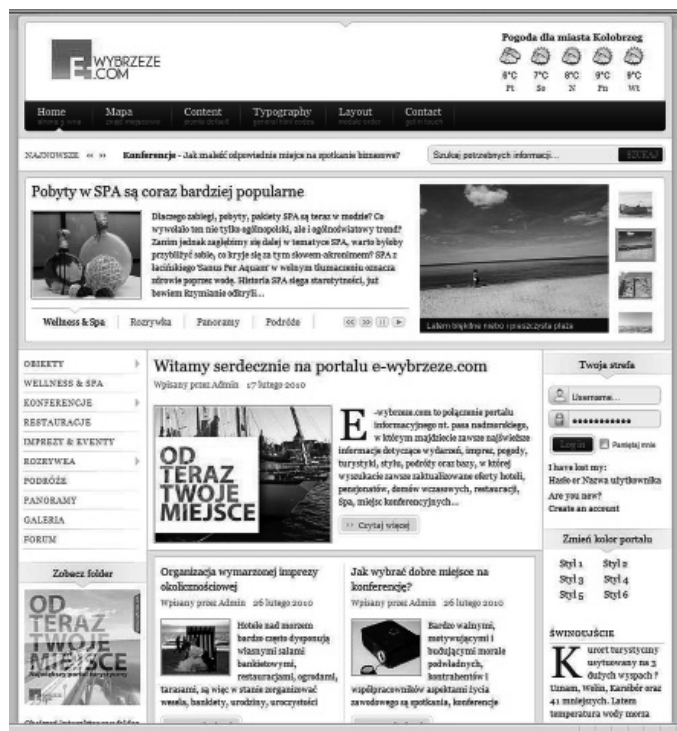 E-
WYBRZEZE
.COM
Pogoda dla miasta Kołobrzeg
8°C 7°C 8°C 9°C 9°C
Pt So N Pn Wt
Home Mapa Content Typography Layout Contact
NAJNOWSZE « »
Konferencje - Jak znaleźć odpowiednie miejsce na spotkanie biznesowe?
Szukaj potrzebnych informacji...
SZUKAJ
Pobyty w SPA są coraz bardziej popularne
Dlaczego zabiegi, pobyty, pakiety SPA są teraz w modzie? Co
wywołało ten nie tylko ogólnopolski, ale i ogólnoświatowy trend?
Zanim jednak zagłębimy się dalej w tematyce SPA, warto byłoby
przybliżyć sobie, co kryje się za tym słowem-akronimem? SPA z
łacińskiego 'Sanus Per Aquam' w wolnym tłumaczeniu oznacza
zdrowie poprzez wodę. Historia SPA sięga starożytności, już
bowiem Rzymianie odkryli...
Wellness & Spa Rozrywka Panoramy Podróże
Latem błękitne niebo i piaszczysta plaża
OBIEKTY
WELLNESS & SPA
KONFERENCJE
RESTAURACJE
IMPREZY & EVENTY
ROZRYWKA
PODRÓŻE
PANORAMY
GALERIA
FORUM
Zobacz folder
OD
TERAZ
TWOJE
MIEJSCE
Największy portal turystyczny
Witamy serdecznie na portalu e-wybrzeze.com
Wpisany przez Admin 17 lutego 2010
OD
TERAZ
TWOJE
MIEJSCE
E-wybrzeze.com to połączenie portalu
informacyjnego nt. pasa nadmorskiego,
w którym znajdziecie zawsze najświeższe
informacje dotyczące wydarzeń, imprez, pogody,
turystyki, stylu, podróży oraz bazy, w której
wyszukacie zawsze zaktualizowane oferty hoteli,
pensjonatów, domów wczasowych, restauracji,
Spa, miejsc konferencyjnych...
Czytaj więcej
Organizacja wymarzonej imprezy
okolicznościowej
Wpisany przez Admin 26 lutego 2010
Hotele nad morzem
bardzo często dysponują
własnymi salami
bankietowymi,
restauracjami, ogrodami,
tarasami, są więc w stanie zorganizować
wesela, bankiety, urodziny, uroczystości
Jak wybrać dobre miejsce na
konferencję?
Wpisany przez Admin 26 lutego 2010
Bardzo ważnymi,
motywującymi i
budującymi morale
podwładnych,
kontrahentów i
współpracowników aspektami życia
zawodowego są spotkania, konferencje
Twoja strefa
Username...
Log in Pamiętaj mnie
I have lost my:
Hasło or Nazwa użytkownika
Are you new?
Create an account
Zmień kolor portalu
Styl 1 Styl 2
Styl 3 Styl 4
Styl 5 Styl 6
ŚWINOUJŚCIE
Kurort turystyczny
usytuowany na 3
dużych wyspach ?
Uznam, Wolin, Karsibór oraz
41 mniejszych. Latem
temperatura wody morza